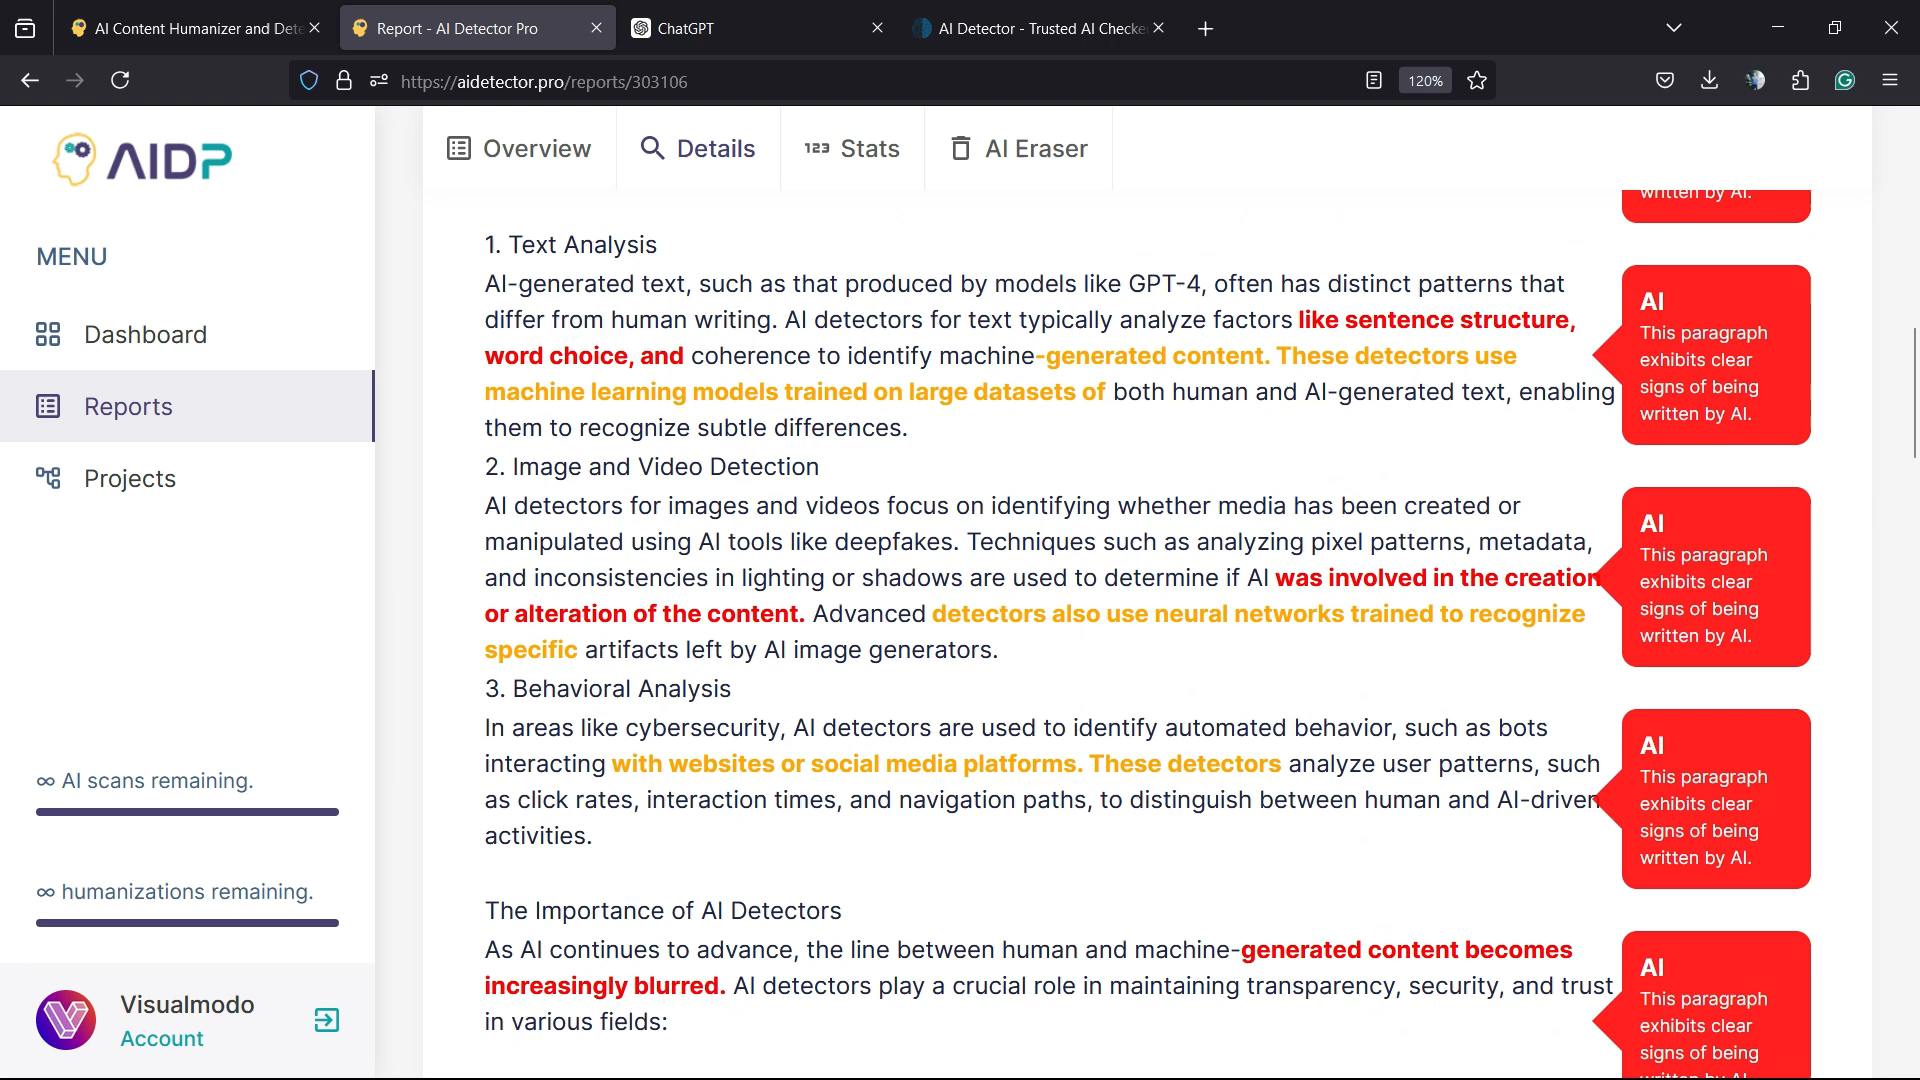 AI Content Humanizer and Dete
Report - AI Detector Pro
ChatGPT
AI Detector - Trusted AI Checke
https://aidetector.pro/reports/303106
120%
AIDP
MENU
Dashboard
Reports
Projects
∞ AI scans remaining.
∞ humanizations remaining.
Visualmodo
Account
Overview
Details
123 Stats
AI Eraser
written by AI.
1. Text Analysis
AI-generated text, such as that produced by models like GPT-4, often has distinct patterns that
differ from human writing. AI detectors for text typically analyze factors like sentence structure,
word choice, and coherence to identify machine-generated content. These detectors use
machine learning models trained on large datasets of both human and AI-generated text, enabling
them to recognize subtle differences.
AI
This paragraph
exhibits clear
signs of being
written by AI.
2. Image and Video Detection
AI detectors for images and videos focus on identifying whether media has been created or
manipulated using AI tools like deepfakes. Techniques such as analyzing pixel patterns, metadata,
and inconsistencies in lighting or shadows are used to determine if AI was involved in the creation
or alteration of the content. Advanced detectors also use neural networks trained to recognize
specific artifacts left by AI image generators.
AI
This paragraph
exhibits clear
signs of being
written by AI.
3. Behavioral Analysis
In areas like cybersecurity, AI detectors are used to identify automated behavior, such as bots
interacting with websites or social media platforms. These detectors analyze user patterns, such
as click rates, interaction times, and navigation paths, to distinguish between human and AI-driven
activities.
AI
This paragraph
exhibits clear
signs of being
written by AI.
The Importance of AI Detectors
As AI continues to advance, the line between human and machine-generated content becomes
increasingly blurred. AI detectors play a crucial role in maintaining transparency, security, and trust
in various fields:
AI
This paragraph
exhibits clear
signs of being
written by AI